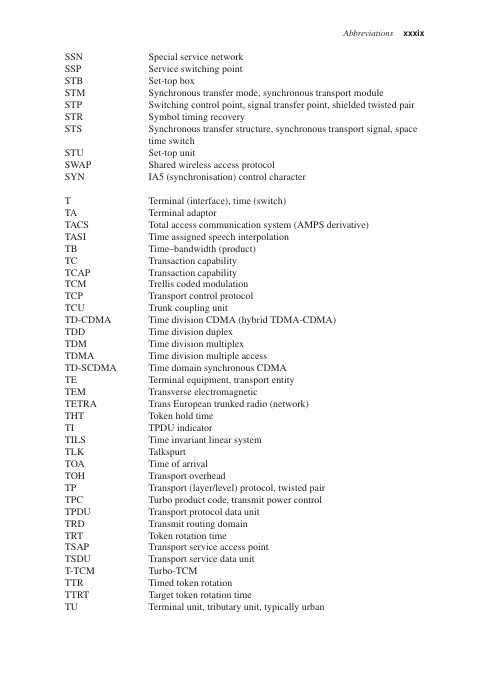 Abbreviations xxxix
SSN Special service network
SSP Service switching point
STB Set-top box
STM Synchronous transfer mode, synchronous transport module
STP Switching control point, signal transfer point, shielded twisted pair
STR Symbol timing recovery
STS Synchronous transfer structure, synchronous transport signal, space
time switch
STU Set-top unit
SWAP Shared wireless access protocol
SYN IA5 (synchronisation) control character
T Terminal (interface), time (switch)
TA Terminal adaptor
TACS Total access communication system (AMPS derivative)
TASI Time assigned speech interpolation
TB Time–bandwidth (product)
TC Transaction capability
TCAP Transaction capability
TCM Trellis coded modulation
TCP Transport control protocol
TCU Trunk coupling unit
TD-CDMA Time division CDMA (hybrid TDMA-CDMA)
TDD Time division duplex
TDM Time division multiplex
TDMA Time division multiple access
TD-SCDMA Time domain synchronous CDMA
TE Terminal equipment, transport entity
TEM Transverse electromagnetic
TETRA Trans European trunked radio (network)
THT Token hold time
TI TPDU indicator
TILS Time invariant linear system
TLK Talkspurt
TOA Time of arrival
TOH Transport overhead
TP Transport (layer/level) protocol, twisted pair
TPC Turbo product code, transmit power control
TPDU Transport protocol data unit
TRD Transmit routing domain
TRT Token rotation time
TSAP Transport service access point
TSDU Transport service data unit
T-TCM Turbo-TCM
TTR Timed token rotation
TTRT Target token rotation time
TU Terminal unit, tributary unit, typically urban